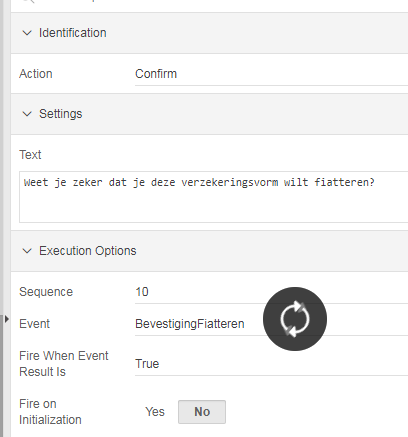 Identification
Action Confirm
Settings
Text
Weet je zeker dat je deze verzekeringsvorm wilt fiatteren?
Execution Options
Sequence 10
Event BevestigingFiatteren
Fire When Event
Result Is True
Fire on
Initialization Yes No